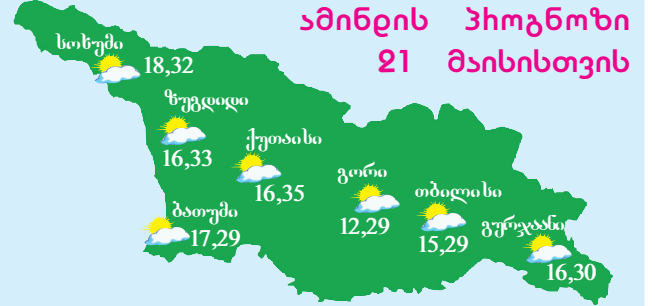 ამინდის პროგნოზი
21 მაისისთვის
სოხუმი
18,32
ზუგდიდი
16,33
ქუთაისი
16,35
გორი
12,29
თბილისი
15,29
ბათუმი
17,29
გურჯაანი
16,30